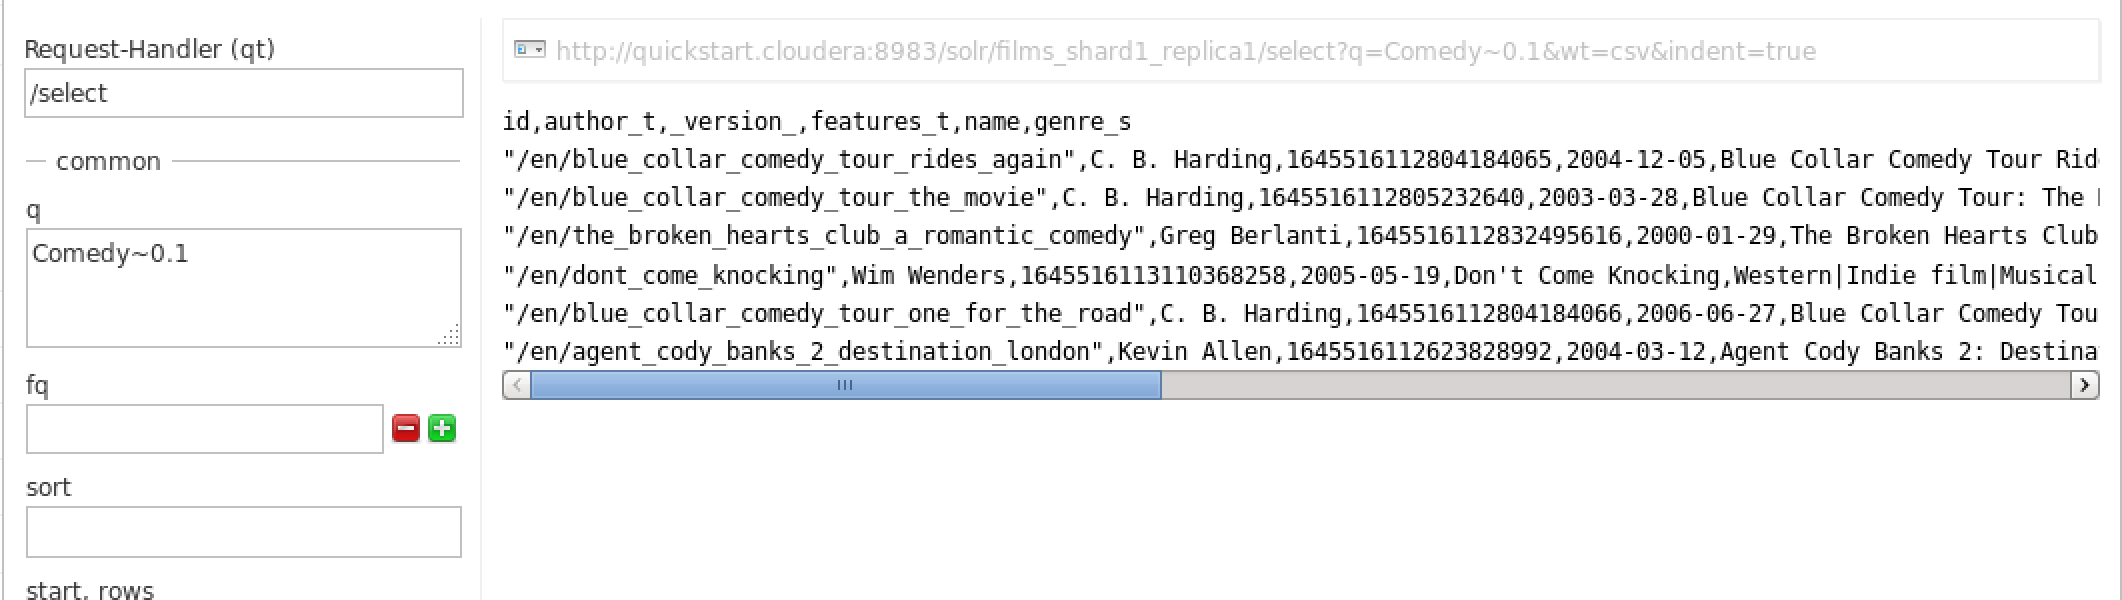 Request-Handler (qt)
/select
common
q
Comedy~0.1
fq
sort
start, rows
http://quickstart.cloudera:8983/solr/films_shard1_replica1/select?q=Comedy~0.1&wt=csv&indent=true
id,author_t,_version_,features_t,name,genre_s
"/en/blue_collar_comedy_tour_rides_again",C. B. Harding,1645516112804184065,2004-12-05,Blue Collar Comedy Tour Rid
"/en/blue_collar_comedy_tour_the_movie",C. B. Harding,1645516112805232640,2003-03-28,Blue Collar Comedy Tour: The
"/en/the_broken_hearts_club_a_romantic_comedy",Greg Berlanti,1645516112832495616,2000-01-29,The Broken Hearts Club
"/en/dont_come_knocking",Wim Wenders,1645516113110368258,2005-05-19,Don't Come Knocking,Western|Indie film|Musical
"/en/blue_collar_comedy_tour_one_for_the_road",C. B. Harding,1645516112804184066,2006-06-27,Blue Collar Comedy Tou
"/en/agent_cody_banks_2_destination_london",Kevin Allen,1645516112623828992,2004-03-12,Agent Cody Banks 2: Destina